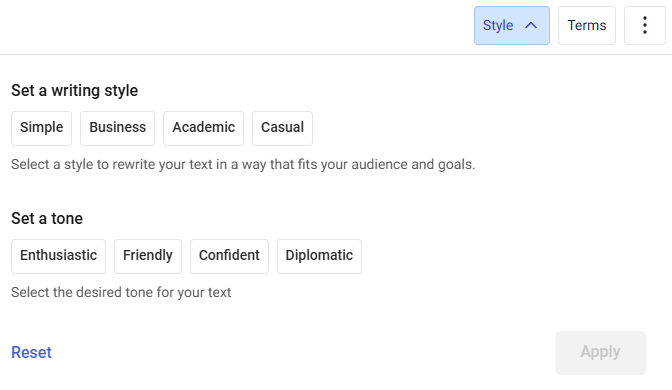 Style Terms
Set a writing style
Simple Business Academic Casual
Select a style to rewrite your text in a way that fits your audience and goals.
Set a tone
Enthusiastic Friendly Confident Diplomatic
Select the desired tone for your text
Reset Apply